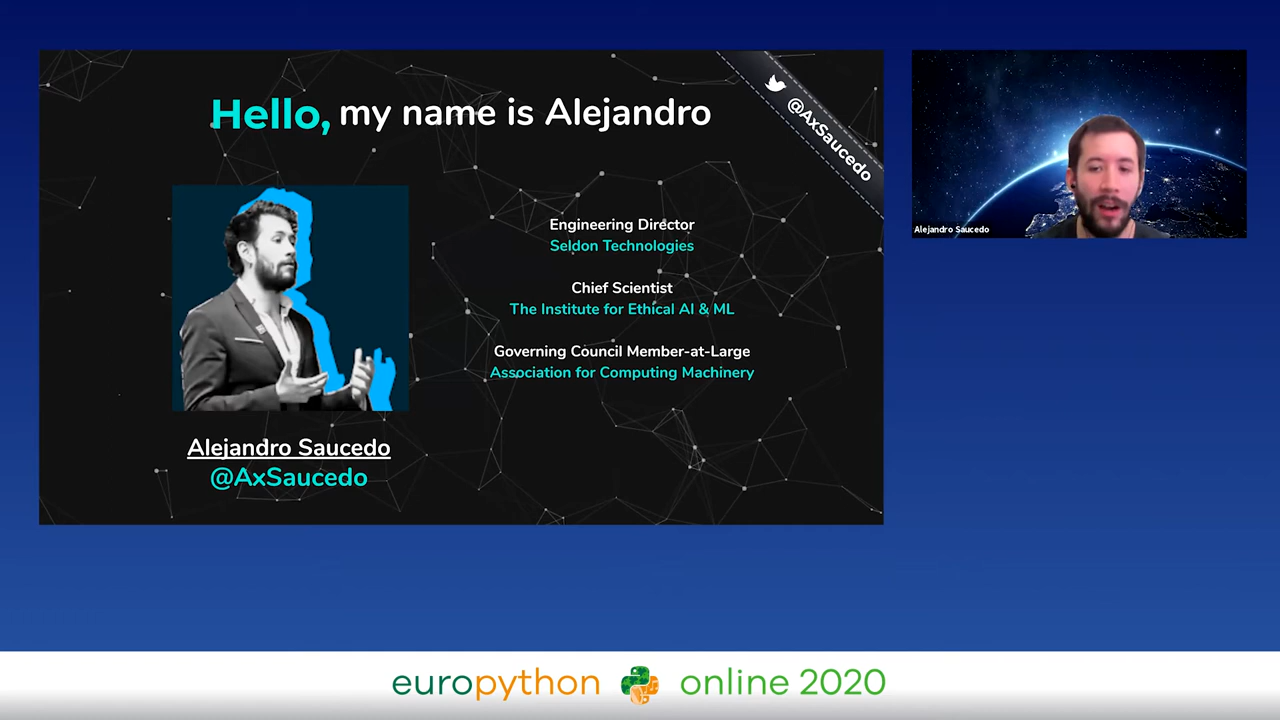 Hello, my name is Alejandro
@AxSaucedo
Engineering Director
Seldon Technologies
Chief Scientist
The Institute for Ethical AI & ML
Governing Council Member-at-Large
Association for Computing Machinery
Alejandro Saucedo
@AxSaucedo
Alejandro Saucedo
europython online 2020